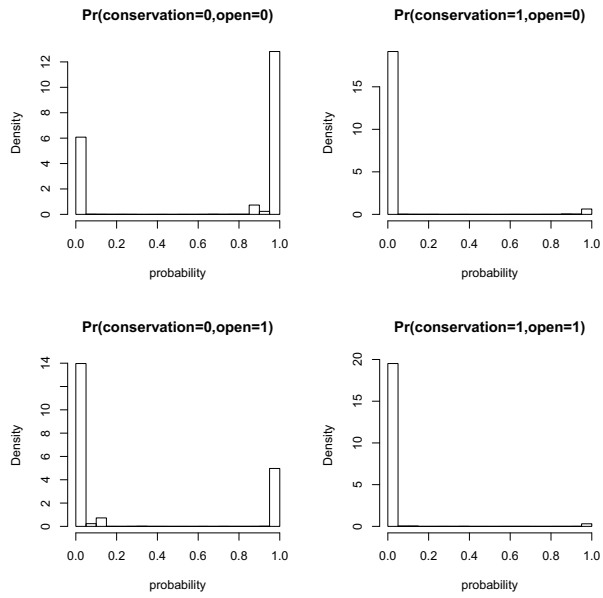 Pr(conservation=0,open=0)
Density
0 2 4 6 8 10 12
0.0 0.2 0.4 0.6 0.8 1.0
probability
Pr(conservation=1,open=0)
Density
0 5 10 15
0.0 0.2 0.4 0.6 0.8 1.0
probability
Pr(conservation=0,open=1)
Density
0 2 4 6 8 10 14
0.0 0.2 0.4 0.6 0.8 1.0
probability
Pr(conservation=1,open=1)
Density
0 5 10 15 20
0.0 0.2 0.4 0.6 0.8 1.0
probability